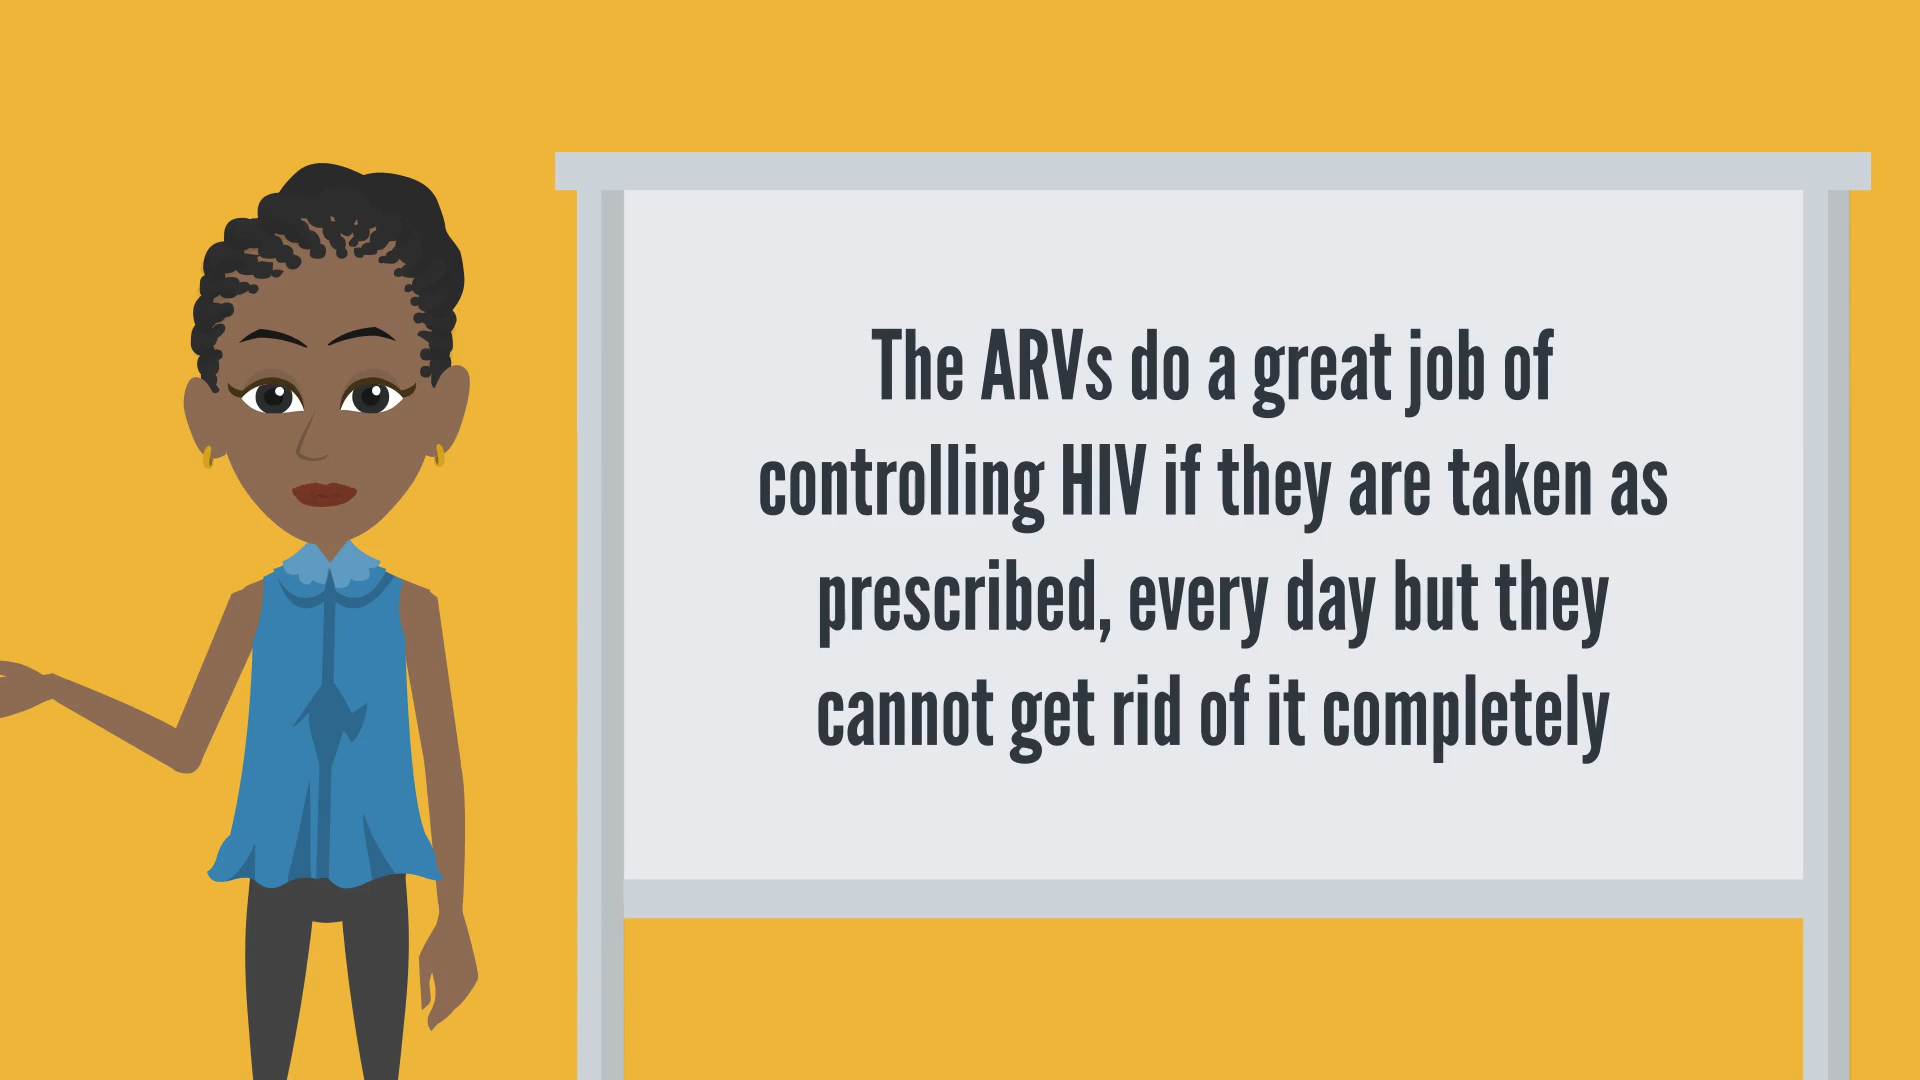 The ARVs do a great job of
controlling HIV if they are taken as
prescribed, every day but they
cannot get rid of it completely